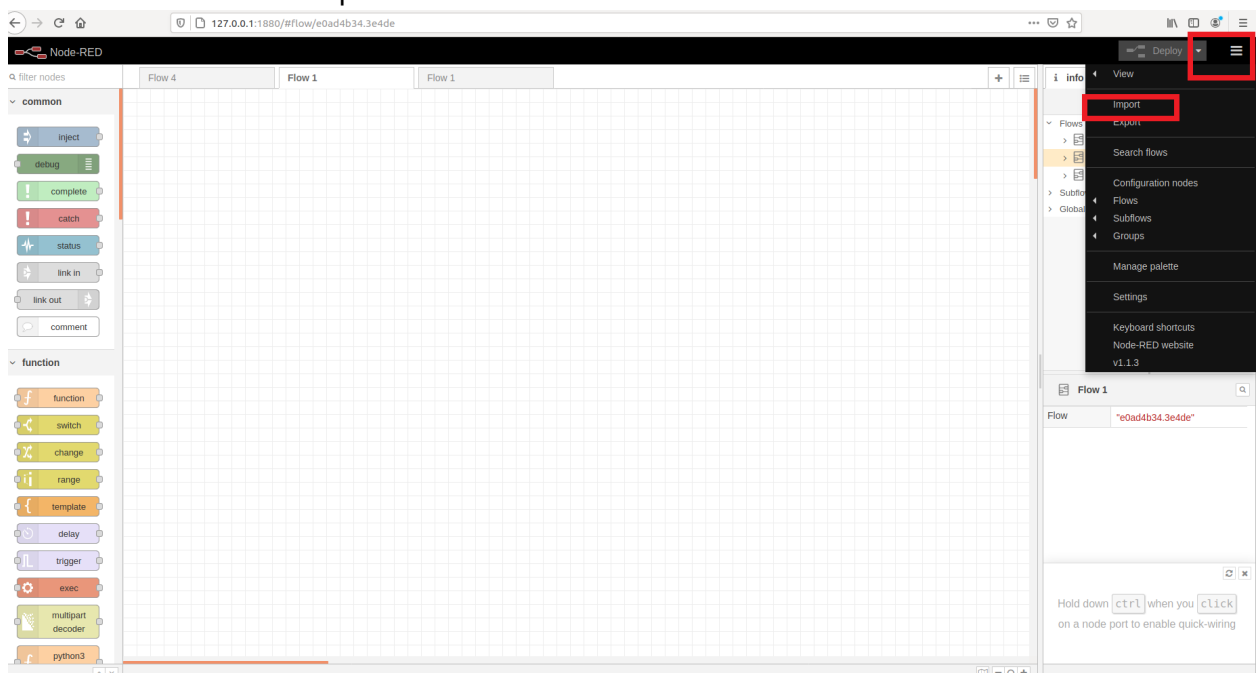 127.0.0.1:1880/#flow/e0ad4b34.3e4de
Node-RED
Deploy
filter nodes
Flow 4
Flow 1
Flow 1
info
common
inject
debug
complete
catch
status
link in
link out
comment
function
function
switch
change
range
template
delay
trigger
exec
multipart
decoder
python3
View
Import
Export
Search flows
Configuration nodes
Flows
Subflows
Groups
Manage palette
Settings
Keyboard shortcuts
Node-RED website
v1.1.3
Flows
Subflo
Global
Flow 1
Flow "e0ad4b34.3e4de"
Hold down ctrl when you click
on a node port to enable quick-wiring